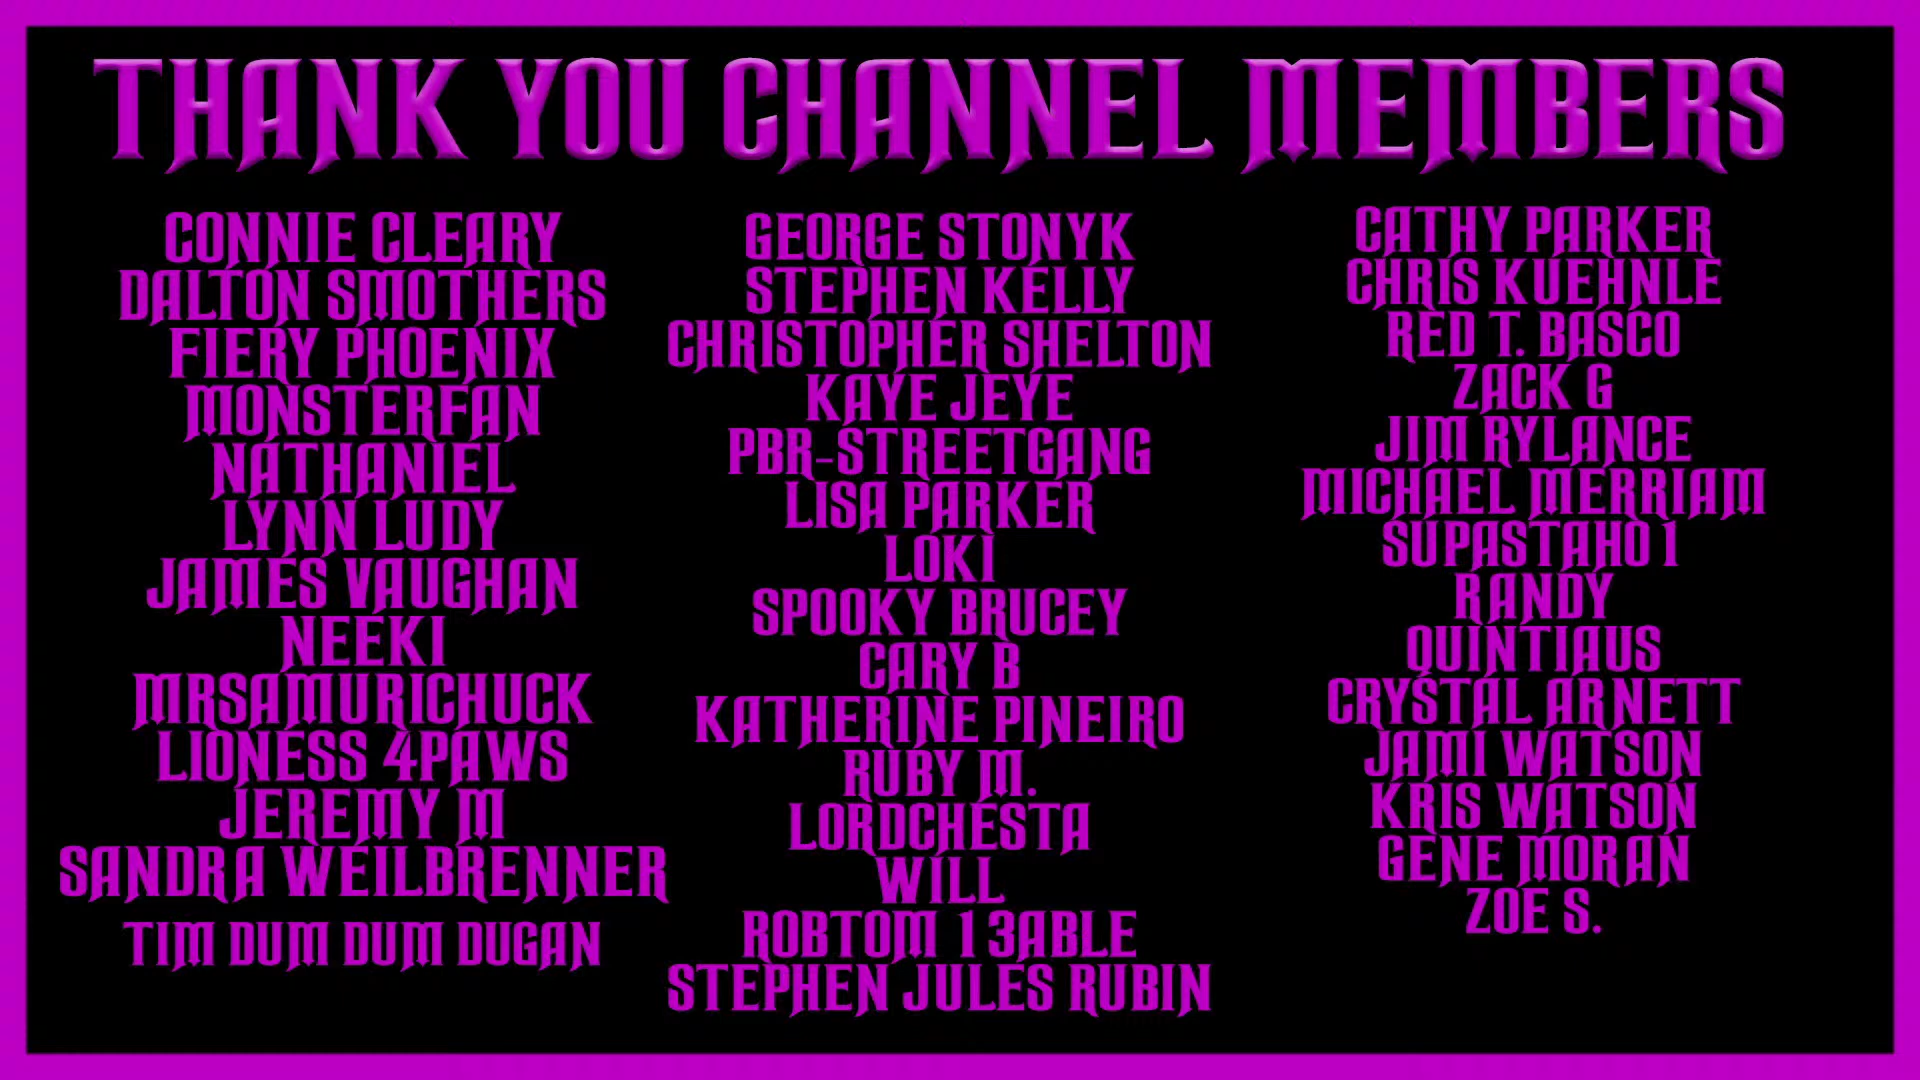 THANK YOU CHANNEL MEMBERS
CONNIE CLEARY
DALTON SMOTHERS
FIERY PHOENIX
MONSTERFAN
NATHANIEL
LYNN LUDY
JAMES VAUGHAN
NEEKI
MRSAMURICHUCK
LIONESS 4PAWS
JEREMY M
SANDRA WEILBRENNER
TIM DUM DUM DUGAN
GEORGE STONYK
STEPHEN KELLY
CHRISTOPHER SHELTON
KAYE JEYE
PBR-STREETGANG
LISA PARKER
LOKI
SPOOKY BRUCEY
CARY B
KATHERINE PINEIRO
RUBY M.
LORDCHESTA
WILL
ROBTOM 13ABLE
STEPHEN JULES RUBIN
CATHY PARKER
CHRIS KUEHNLE
RED T. BASCO
ZACK G
JIM RYLANCE
MICHAEL MERRIAM
SUPASTAHO1
RANDY
QUINTIAUS
CRYSTAL ARNETT
JAMI WATSON
KRIS WATSON
GENE MORAN
ZOE S.